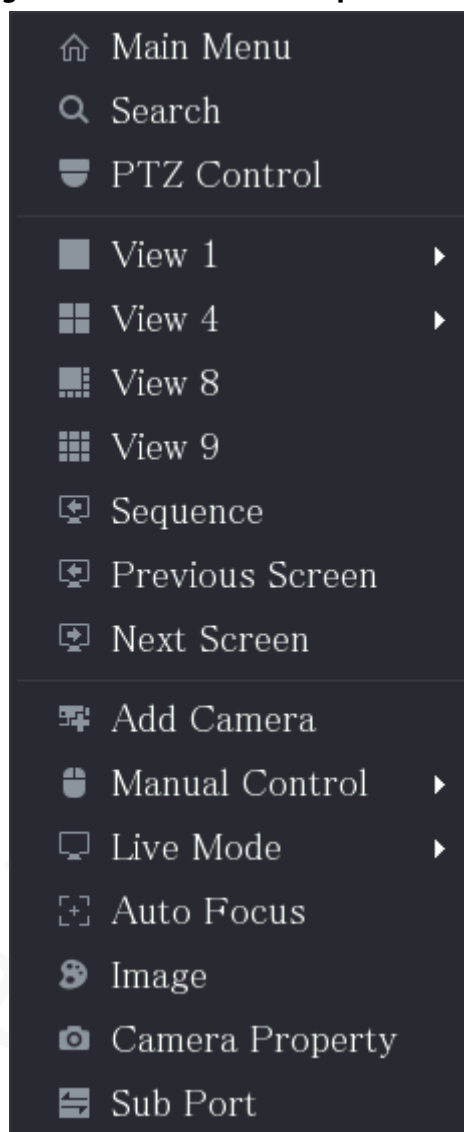 Main Menu
Search
PTZ Control
View 1
View 4
View 8
View 9
Sequence
Previous Screen
Next Screen
Add Camera
Manual Control
Live Mode
Auto Focus
Image
Camera Property
Sub Port